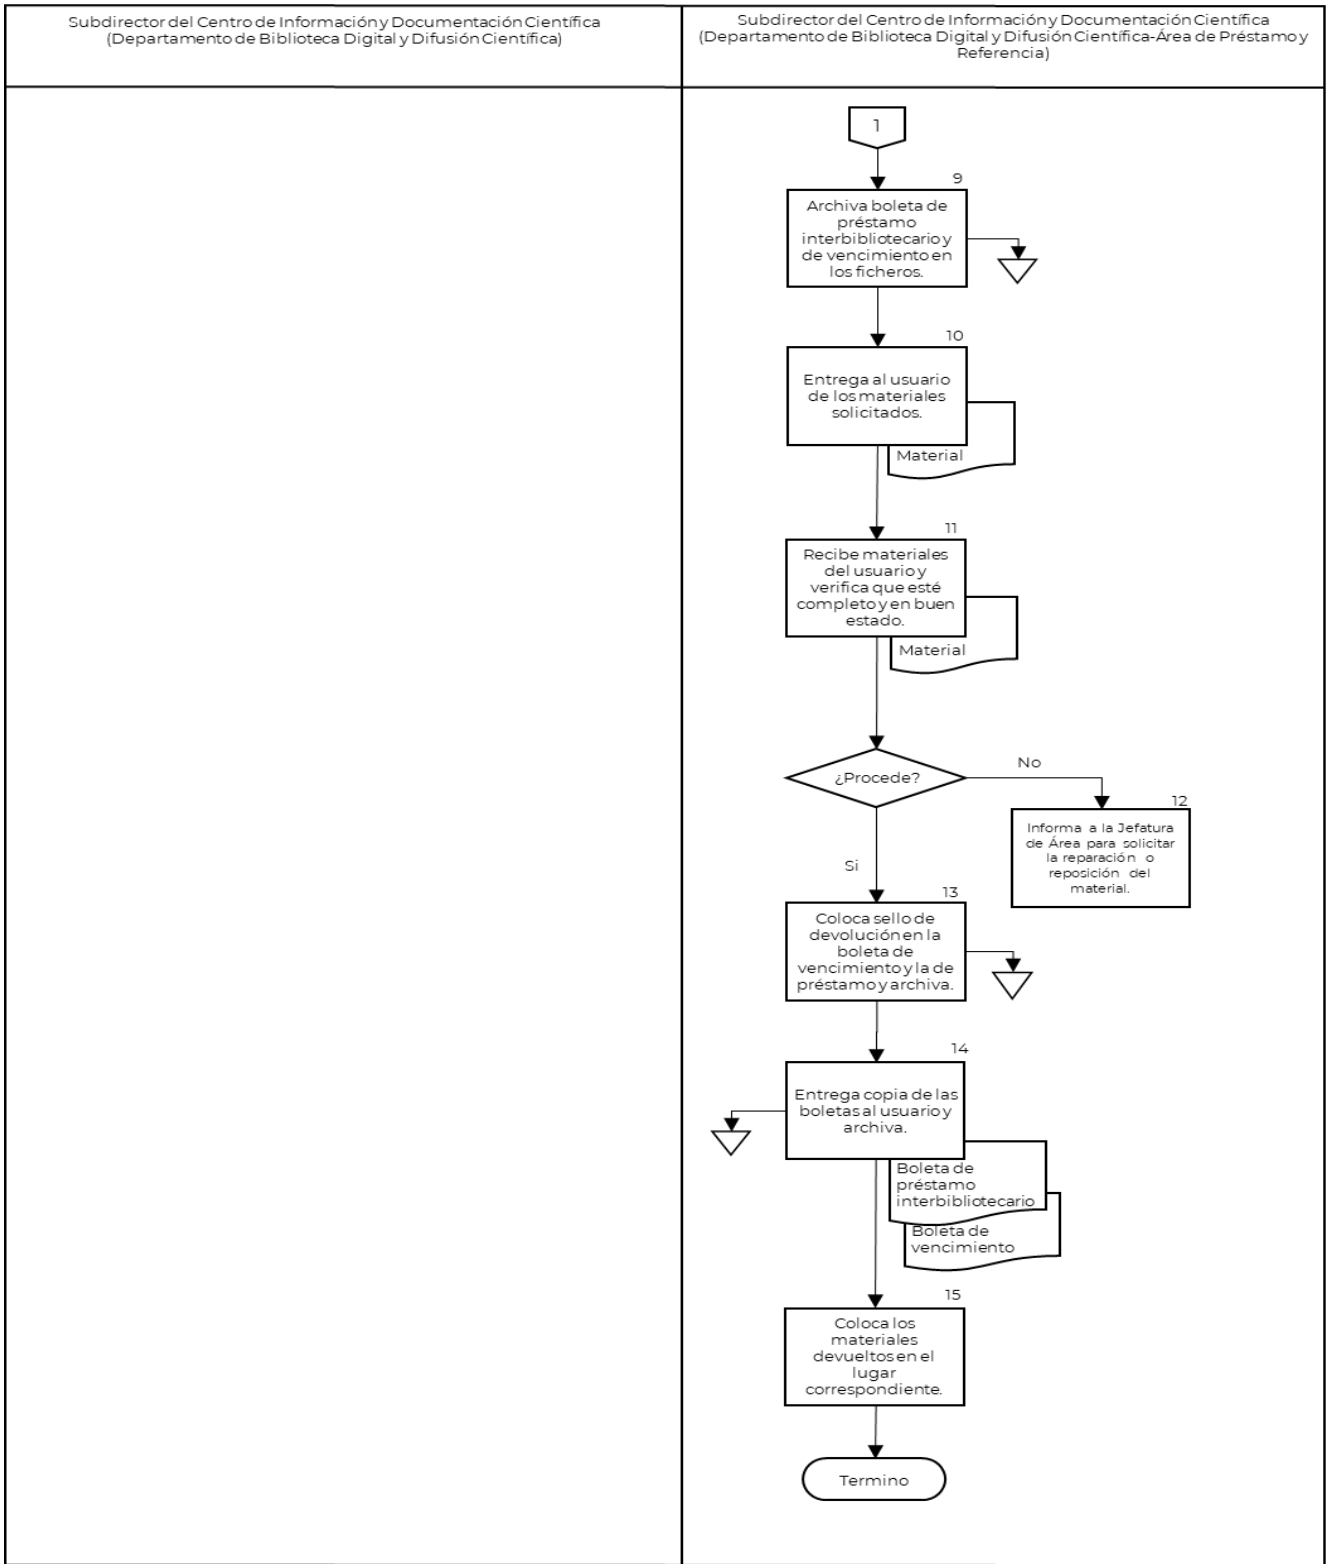 Subdirector del Centro de Información y Documentación Científica
(Departamento de Biblioteca Digital y Difusión Científica)
Subdirector del Centro de Información y Documentación Científica
(Departamento de Biblioteca Digital y Difusión Científica-Área de Préstamo y
Referencia)
1
9
Archiva boleta de
préstamo
interbibliotecario y
de vencimiento en
los ficheros.
10
Entrega al usuario
de los materiales
solicitados.
Material
11
Recibe materiales
del usuario y
verifica que esté
completo y en buen
estado.
Material
¿Procede?
No
12
Informa a la Jefatura
de Área para solicitar
la reparación o
reposición del
material.
Si
13
Coloca sello de
devolución en la
boleta de
vencimiento y la de
préstamo y archiva.
14
Entrega copia de las
boletas al usuario y
archiva.
Boleta de
préstamo
interbibliotecario
Boleta de
vencimiento
15
Coloca los
materiales
devueltos en el
lugar
correspondiente.
Termino